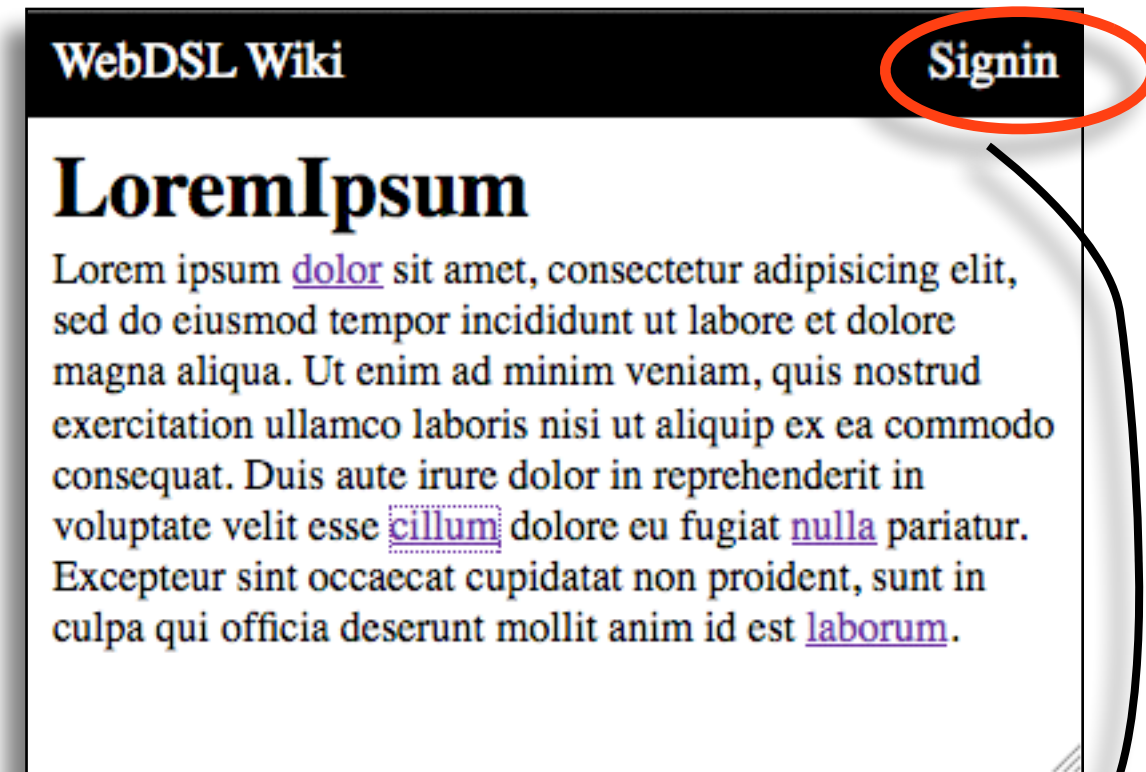 WebDSL Wiki Signin
LoremIpsum
Lorem ipsum dolor sit amet, consectetur adipisicing elit,
sed do eiusmod tempor incididunt ut labore et dolore
magna aliqua. Ut enim ad minim veniam, quis nostrud
exercitation ullamco laboris nisi ut aliquip ex ea commodo
consequat. Duis aute irure dolor in reprehenderit in
voluptate velit esse cillum dolore eu fugiat nulla pariatur.
Excepteur sint occaecat cupidatat non proident, sunt in
culpa qui officia deserunt mollit anim id est laborum.